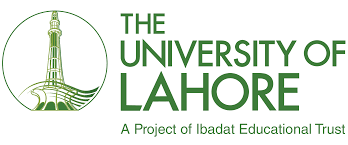 THE
UNIVERSITY OF
LAHORE
A Project of Ibadat Educational Trust